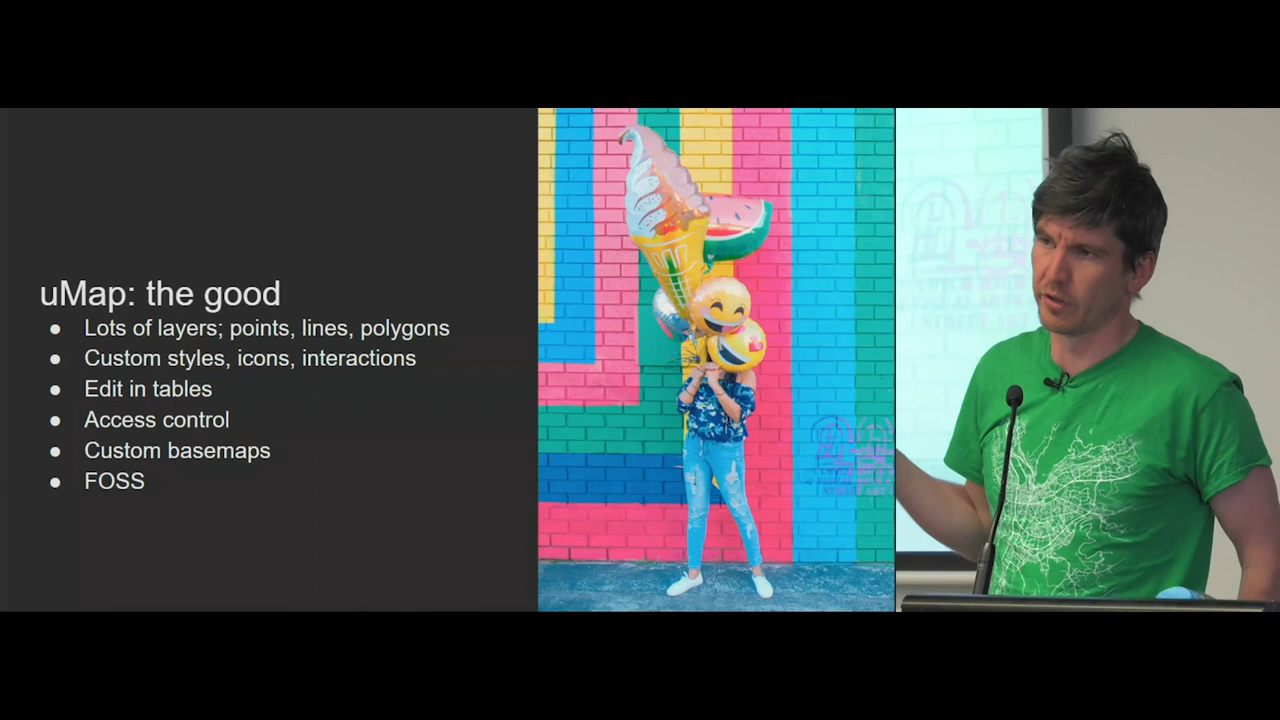 uMap: the good
● Lots of layers; points, lines, polygons
● Custom styles, icons, interactions
● Edit in tables
● Access control
● Custom basemaps
● FOSS